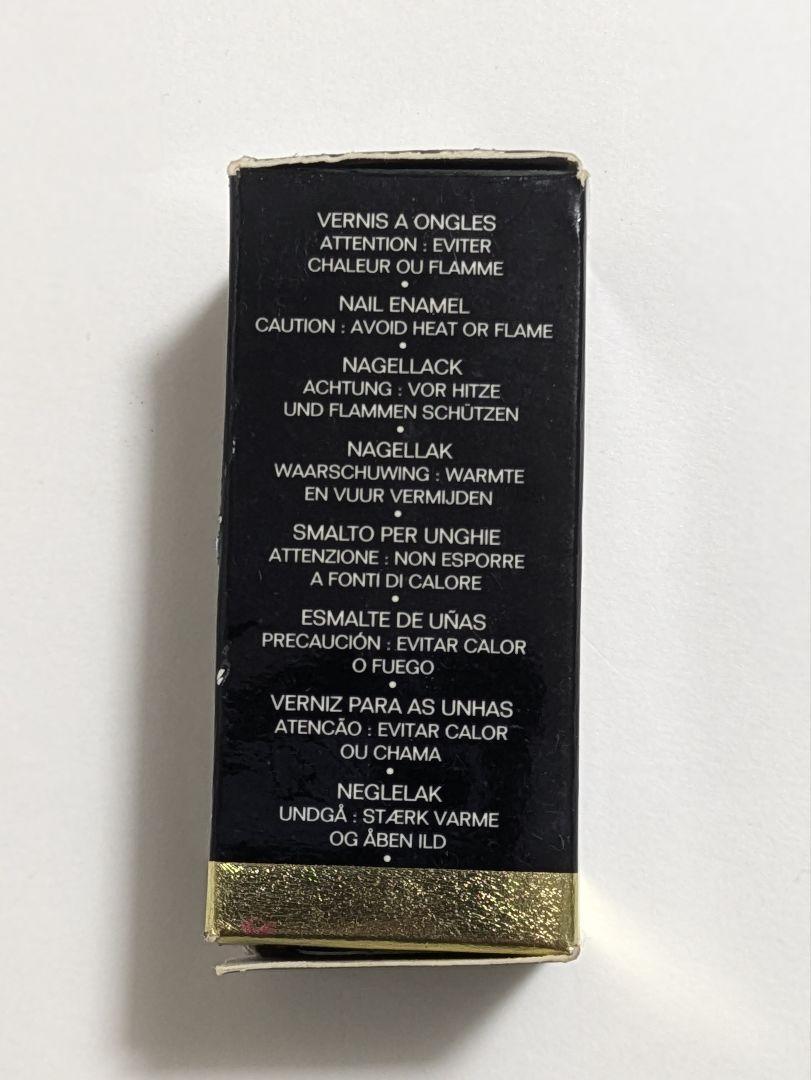 VERNIS A ONGLES
ATTENTION : EVITER
CHALEUR OU FLAMME
•
NAIL ENAMEL
CAUTION : AVOID HEAT OR FLAME
•
NAGELLACK
ACHTUNG : VOR HITZE
UND FLAMMEN SCHÜTZEN
•
NAGELLAK
WAARSCHUWING : WARMTE
EN VUUR VERMIJDEN
•
SMALTO PER UNGHIE
ATTENZIONE : NON ESPORRE
A FONTI DI CALORE
•
ESMALTE DE UÑAS
PRECAUCIÓN : EVITAR CALOR
O FUEGO
•
VERNIZ PARA AS UNHAS
ATENCÃO : EVITAR CALOR
OU CHAMA
•
NEGLELAK
UNDGÅ : STÆRK VARME
OG ÅBEN ILD
•